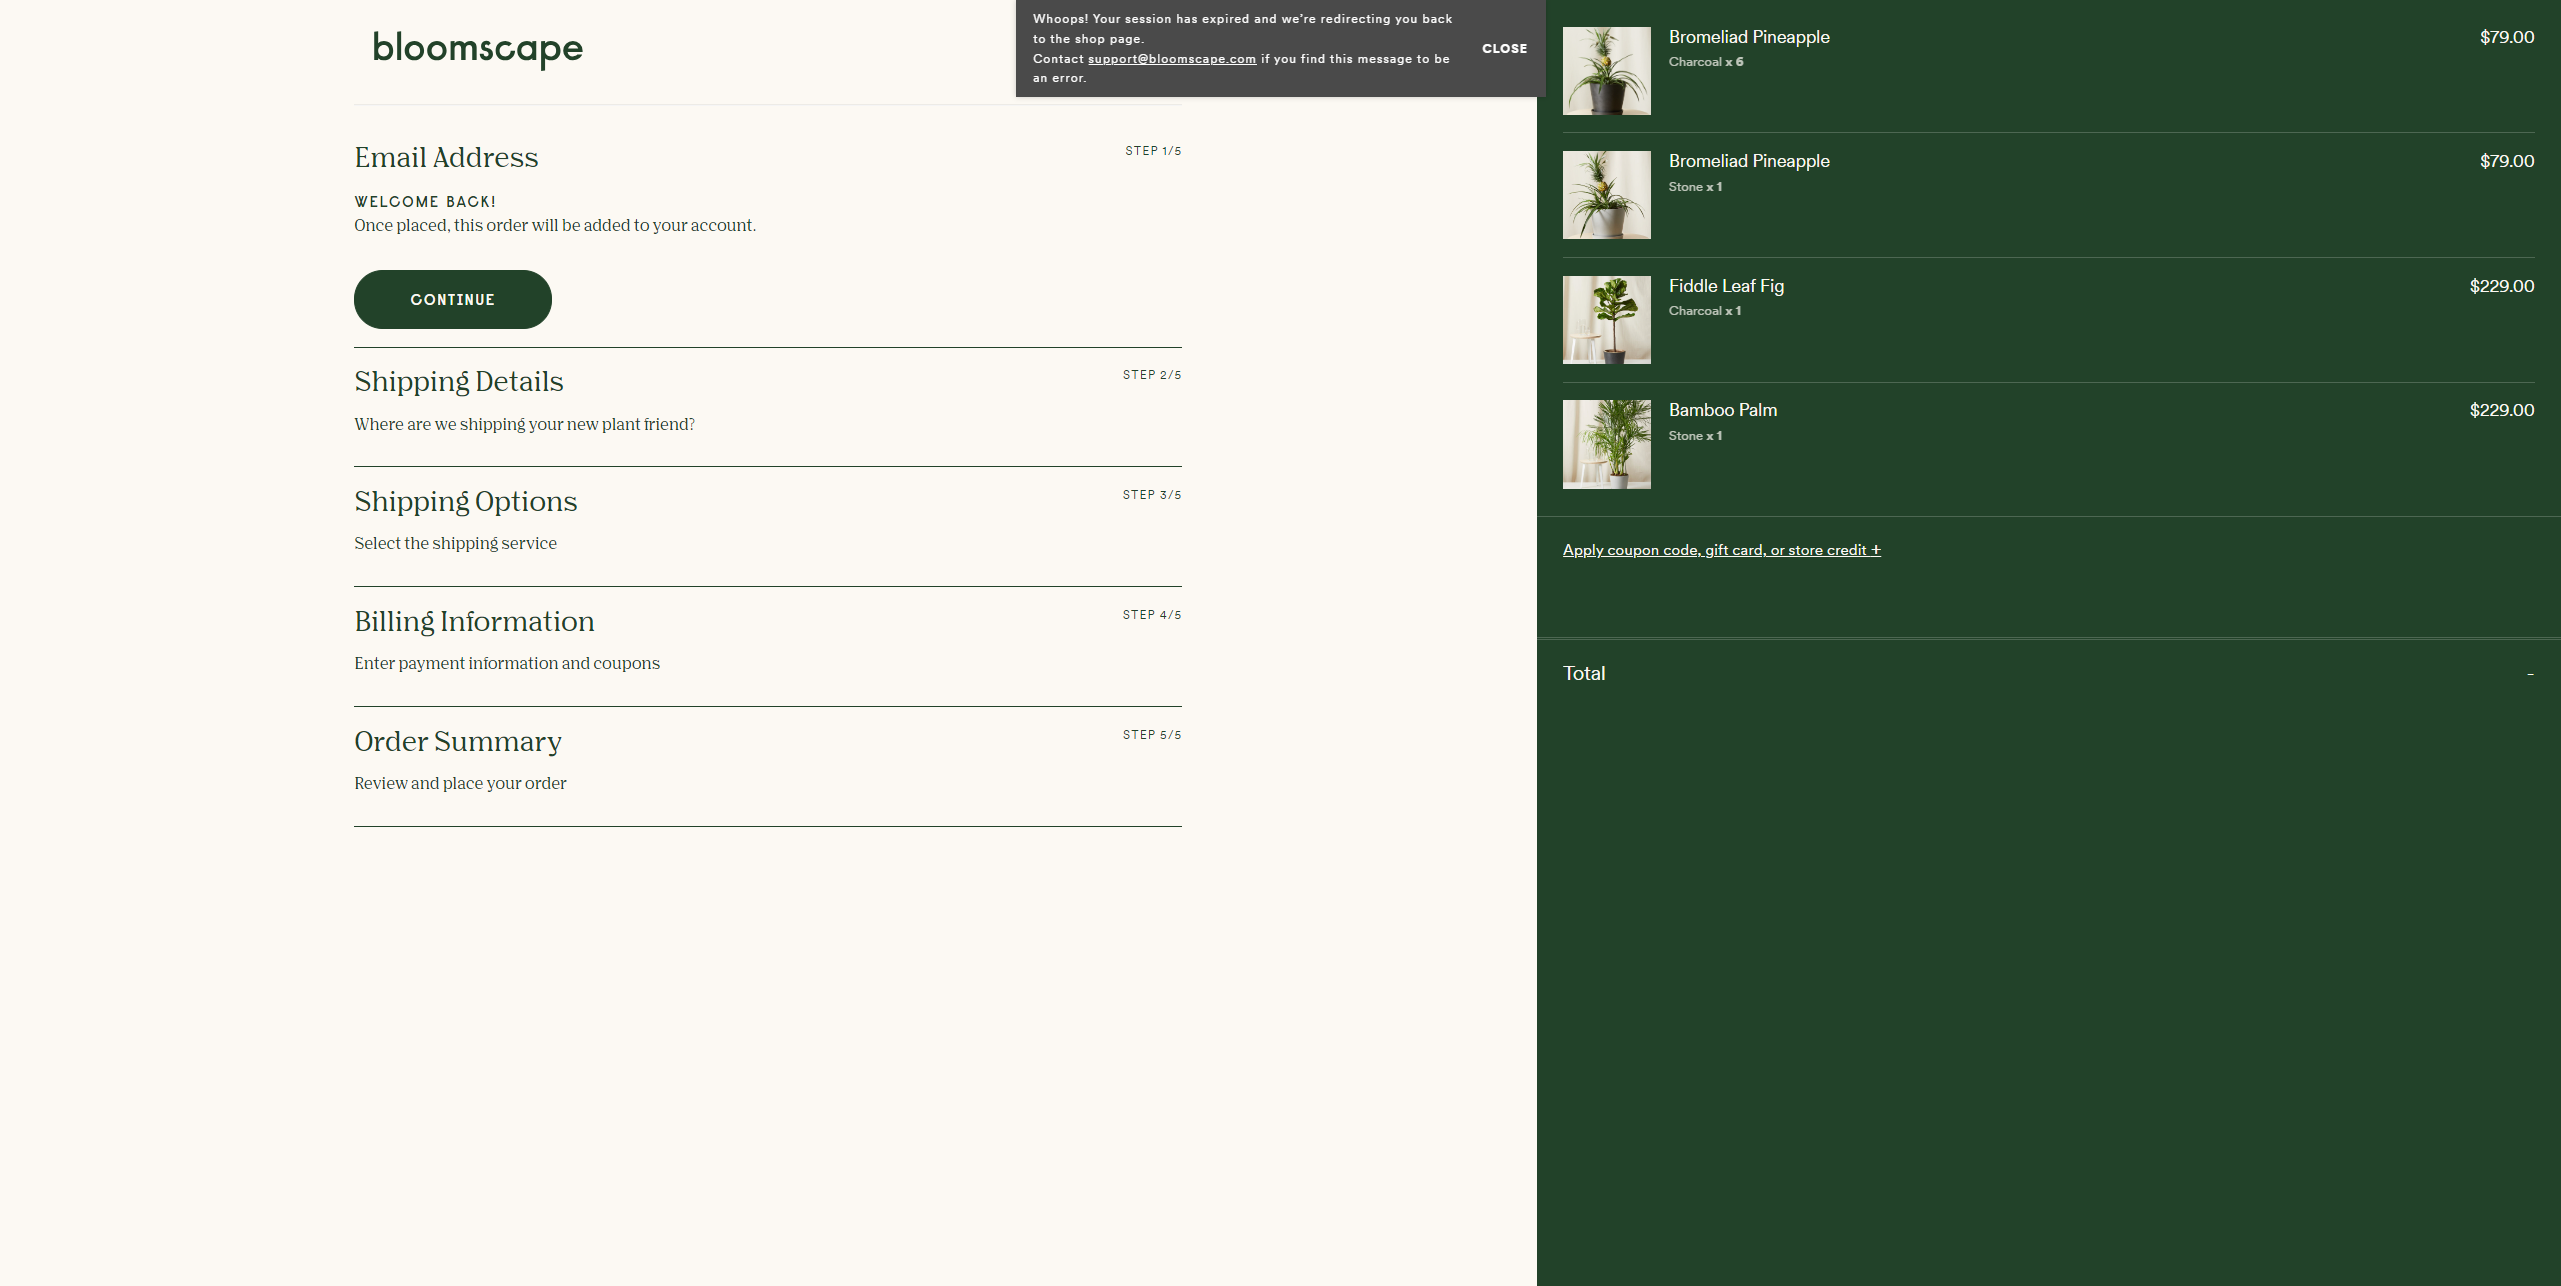 bloomscape
Whoops! Your session has expired and we're redirecting you back
to the shop page.
Contact support@bloomscape.com if you find this message to be
an error.
CLOSE
Email Address
STEP 1/5
WELCOME BACK!
Once placed, this order will be added to your account.
CONTINUE
Shipping Details
STEP 2/5
Where are we shipping your new plant friend?
Shipping Options
STEP 3/5
Select the shipping service
Billing Information
STEP 4/5
Enter payment information and coupons
Order Summary
STEP 5/5
Review and place your order
Bromeliad Pineapple
$79.00
Charcoal x 6
Bromeliad Pineapple
$79.00
Stone x 1
Fiddle Leaf Fig
$229.00
Charcoal x 1
Bamboo Palm
$229.00
Stone x 1
Apply coupon code, gift card, or store credit +
Total
-